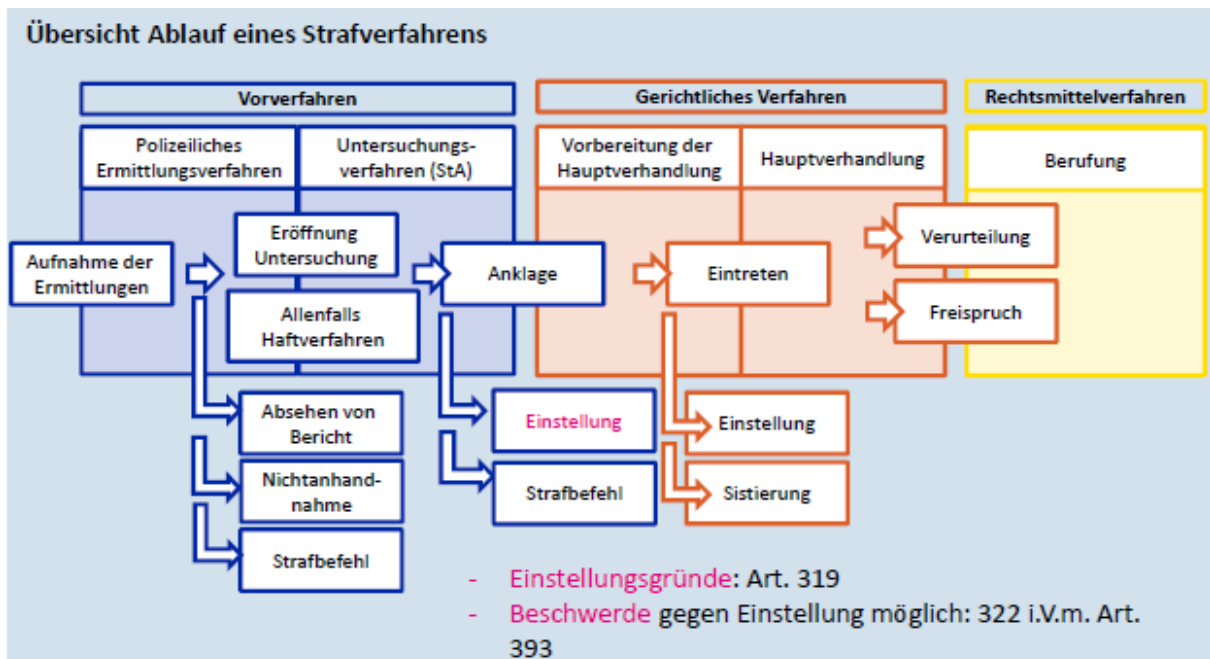 Übersicht Ablauf eines Strafverfahrens
Vorverfahren
Gerichtliches Verfahren
Rechtsmittelverfahren
Polizeiliches
Ermittlungsverfahren
Untersuchungs-
verfahren (StA)
Vorbereitung der
Hauptverhandlung
Hauptverhandlung
Berufung
Aufnahme der
Ermittlungen
Eröffnung
Untersuchung
Allenfalls
Haftverfahren
Anklage
Eintreten
Verurteilung
Freispruch
Absehen von
Bericht
Nichtanhand-
nahme
Strafbefehl
Einstellung
Strafbefehl
Einstellung
Sistierung
- Einstellungsgründe: Art. 319
- Beschwerde gegen Einstellung möglich: 322 i.V.m. Art.
393